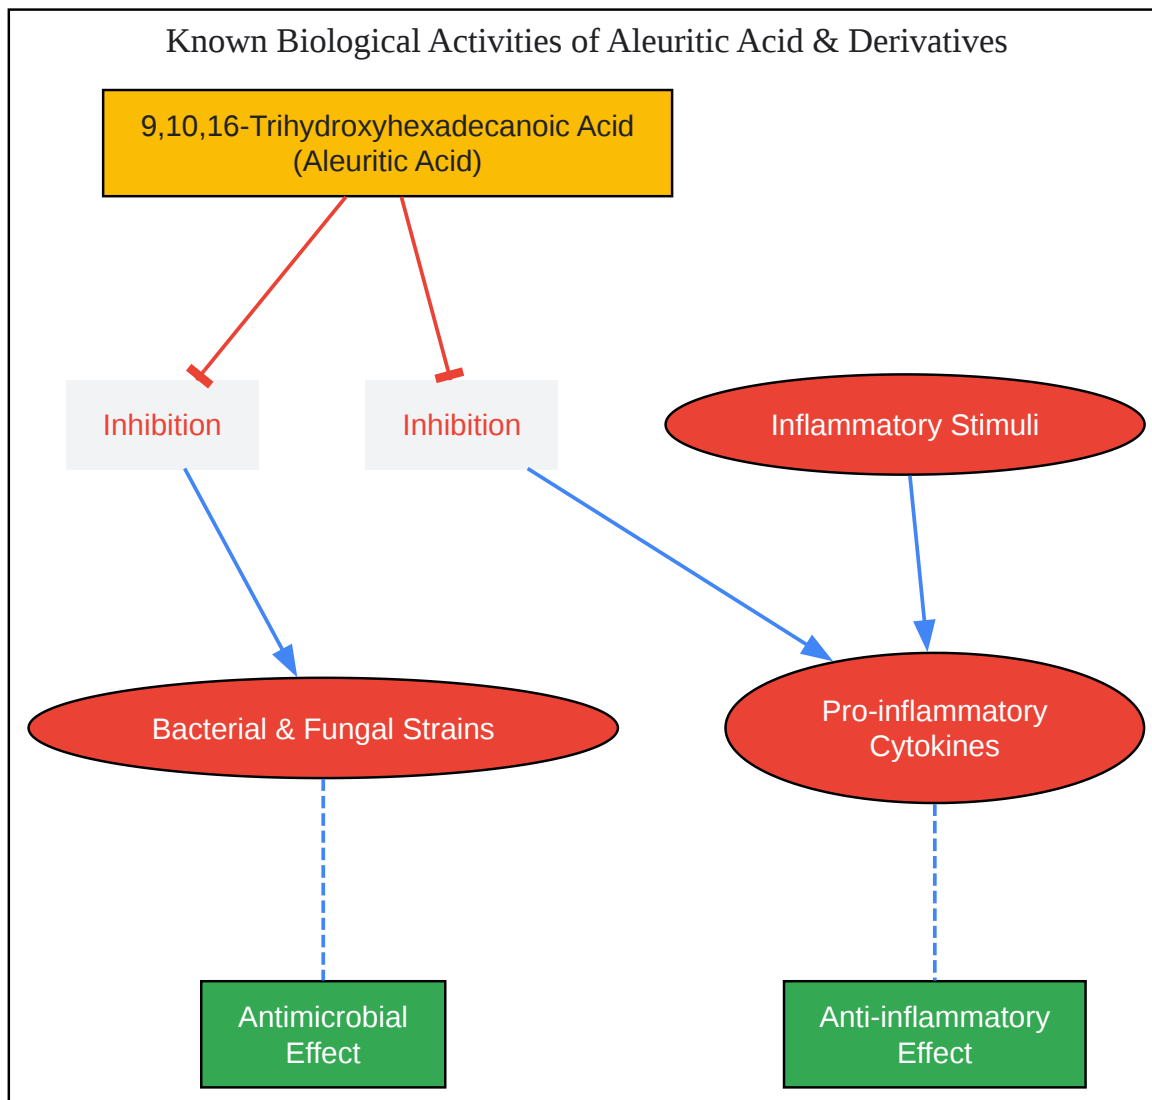 Known Biological Activities of Aleuritic Acid & Derivatives
9,10,16-Trihydroxyhexadecanoic Acid
(Aleuritic Acid)
Inhibition
Inhibition
Inflammatory Stimuli
Bacterial & Fungal Strains
Pro-inflammatory
Cytokines
Antimicrobial
Effect
Anti-inflammatory
Effect